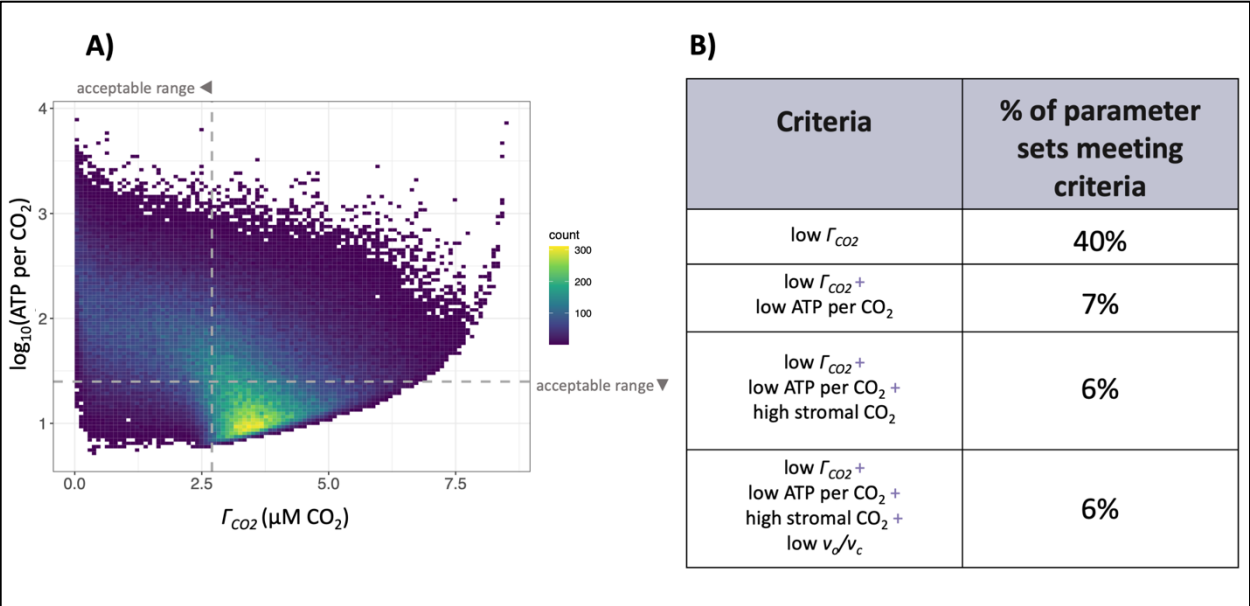 A)
acceptable range ◀
log10(ATP per CO2)
4
3
2
1
0.0 2.5 5.0 7.5
ΓCO2 (μM CO2)
count
300
200
100
acceptable range ▼
B)
Criteria
% of parameter
sets meeting
criteria
low ΓCO2
40%
low ΓCO2 +
low ATP per CO2
7%
low ΓCO2 +
low ATP per CO2 +
high stromal CO2
6%
low ΓCO2 +
low ATP per CO2 +
high stromal CO2 +
low vo/vc
6%